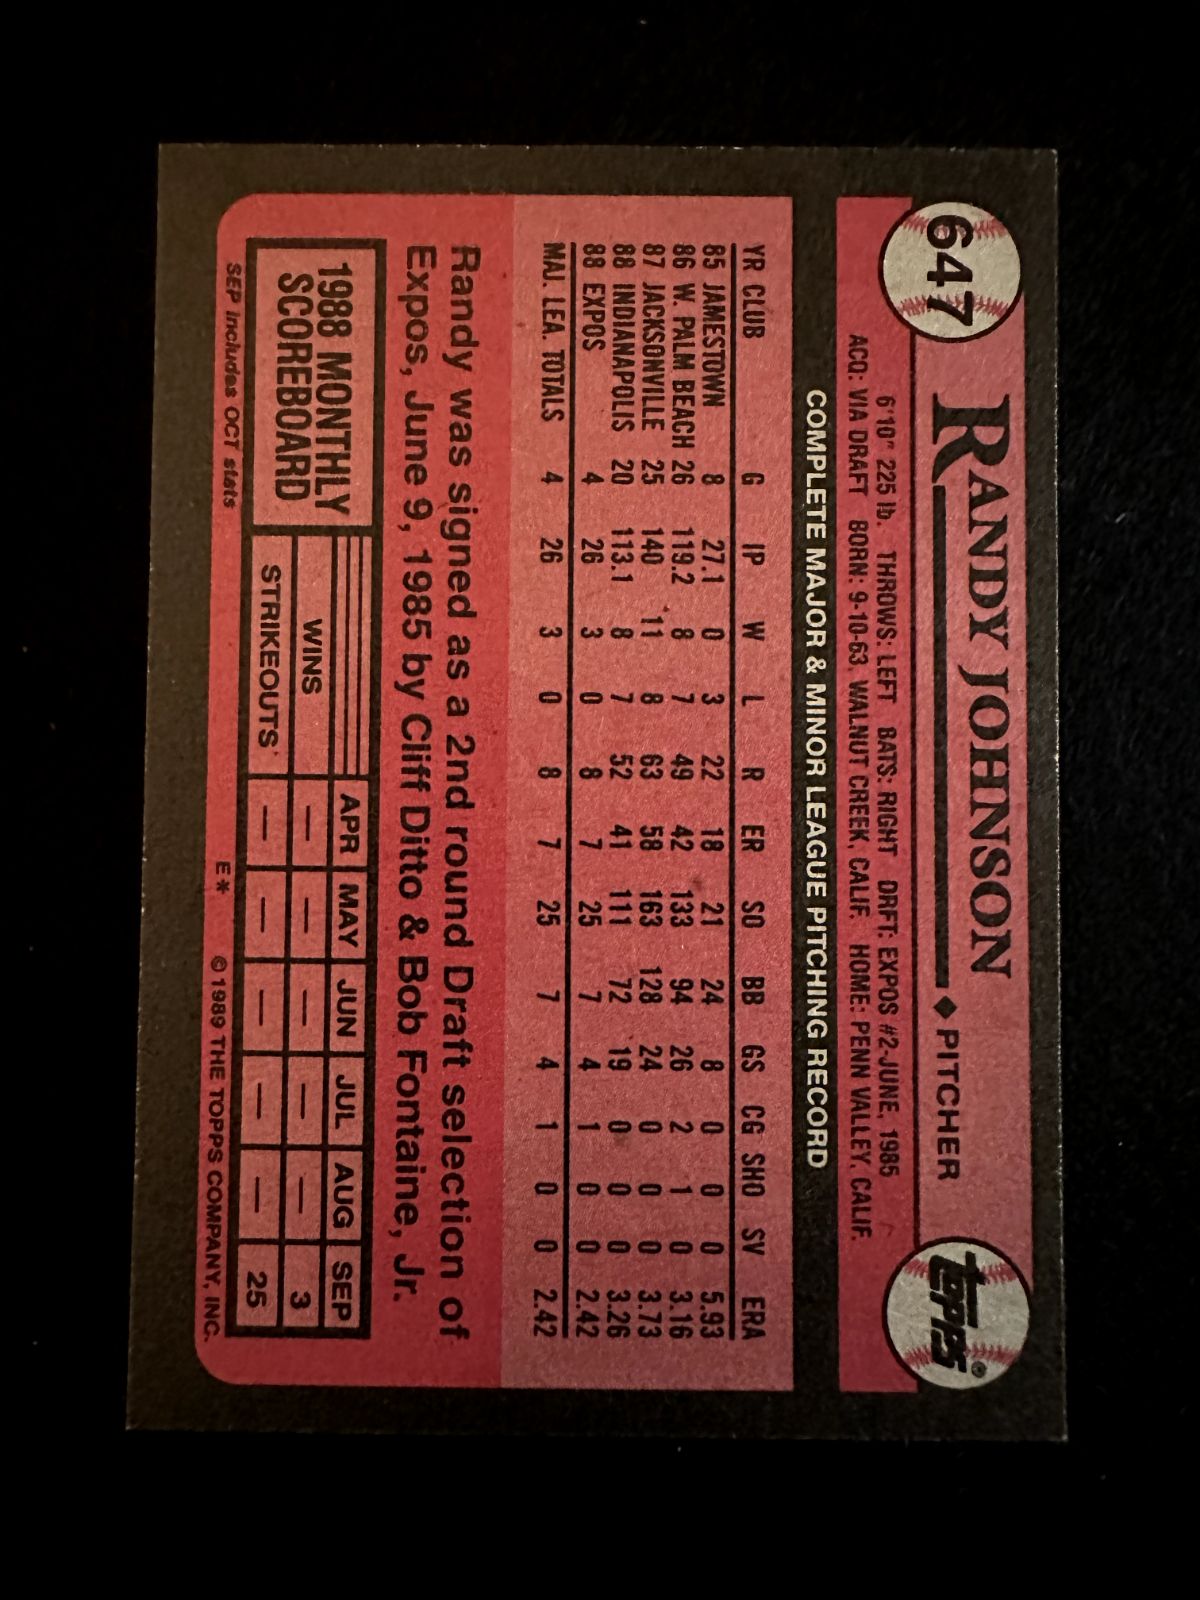 647
RANDY JOHNSON ◆ PITCHER
Topps®
6'10" 225 lb. THROWS: LEFT BATS: RIGHT DRFT: EXPOS #2-JUNE, 1985
ACQ: VIA DRAFT BORN: 9-10-63, WALNUT CREEK, CALIF. HOME: PENN VALLEY, CALIF.
COMPLETE MAJOR & MINOR LEAGUE PITCHING RECORD
YR CLUB G IP W L R ER SO BB GS CG SHO SV ERA
85 JAMESTOWN 8 27.1 0 3 22 18 21 24 8 0 0 0 5.93
86 W. PALM BEACH 26 119.2 8 7 49 42 133 94 26 2 1 0 3.16
87 JACKSONVILLE 25 140 11 8 63 58 163 128 24 0 0 0 3.73
88 INDIANAPOLIS 20 113.1 8 7 52 41 111 72 19 0 0 0 3.26
88 EXPOS 4 26 3 0 8 7 25 7 4 1 0 0 2.42
MAJ. LEA. TOTALS 4 26 3 0 8 7 25 7 4 1 0 0 2.42
Randy was signed as a 2nd round Draft selection of
Expos, June 9, 1985 by Cliff Ditto & Bob Fontaine, Jr.
1988 MONTHLY
SCOREBOARD
APR MAY JUN JUL AUG SEP
WINS — — — — — 3
STRIKEOUTS — — — — — 25
SEP includes OCT stats
E* © 1989 THE TOPPS COMPANY, INC.